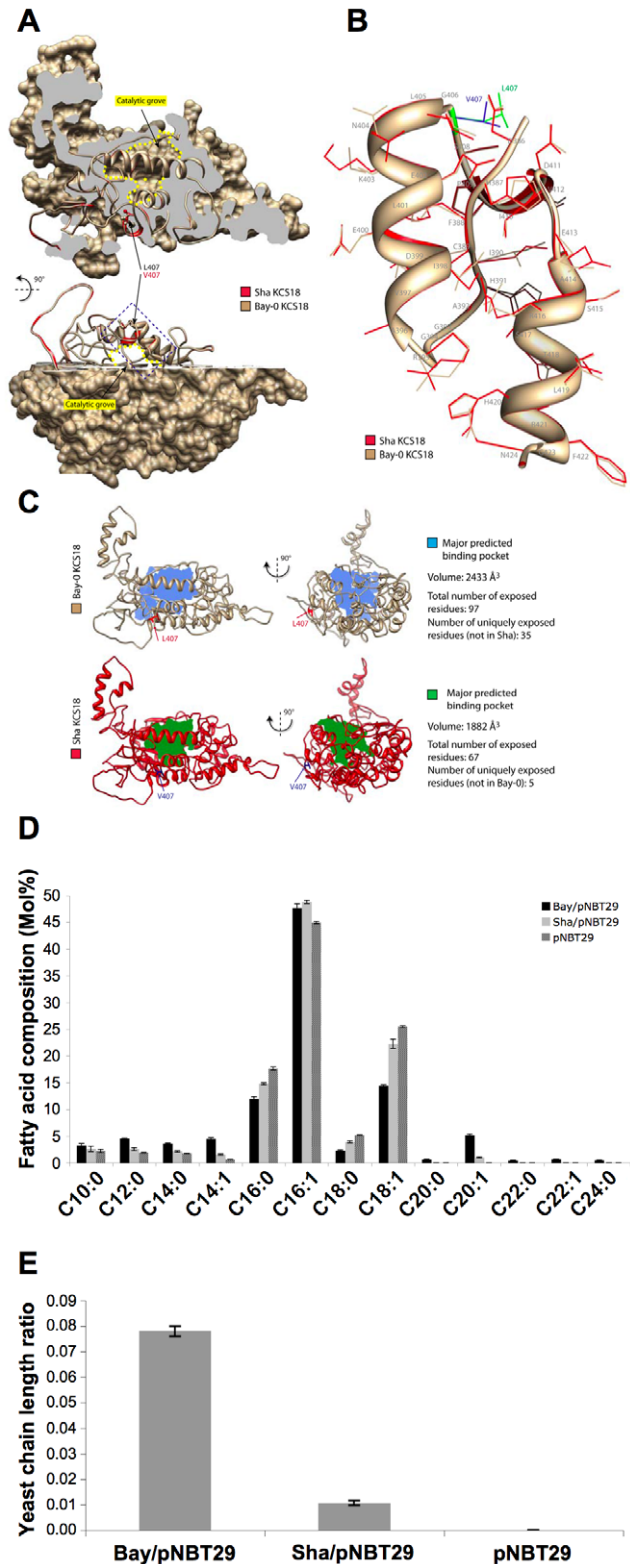 A
Catalytic grove
L407
V407
90°
Sha KCS18
Bay-0 KCS18
Catalytic grove
B
L405
G406
V407
L407
N404
K403
H387
D411
L401
F388
E400
I390
E413
D399
I398
H391
A414
A393
S415
L419
H420
R421
N424
F422
Sha KCS18
Bay-0 KCS18
C
Bay-0 KCS18
90°
L407
L407
Major predicted
binding pocket
Volume: 2433 Å³
Total number of exposed
residues: 97
Number of uniquely exposed
residues (not in Sha): 35
Sha KCS18
90°
V407
V407
Major predicted
binding pocket
Volume: 1882 Å³
Total number of exposed
residues: 67
Number of uniquely exposed
residues (not in Bay-0): 5
D
Fatty acid composition (Mol%)
50
45
40
35
30
25
20
15
10
5
0
Bay/pNBT29
Sha/pNBT29
pNBT29
C10:0
C12:0
C14:0
C14:1
C16:0
C16:1
C18:0
C18:1
C20:0
C20:1
C22:0
C22:1
C24:0
E
Yeast chain length ratio
0.09
0.08
0.07
0.06
0.05
0.04
0.03
0.02
0.01
0.00
Bay/pNBT29
Sha/pNBT29
pNBT29